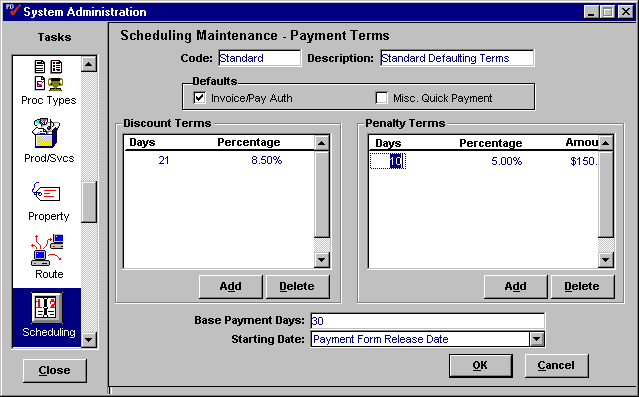 PD System Administration
Tasks
Proc Types
Prod/Svcs
Property
Route
1 2
Scheduling
Close
Scheduling Maintenance - Payment Terms
Code: Standard Description: Standard Defaulting Terms
Defaults
Invoice/Pay Auth Misc. Quick Payment
Discount Terms
Days Percentage
21 8.50%
Add Delete
Penalty Terms
Days Percentage Amou
10 5.00% $150.
Add Delete
Base Payment Days: 30
Starting Date: Payment Form Release Date
OK Cancel